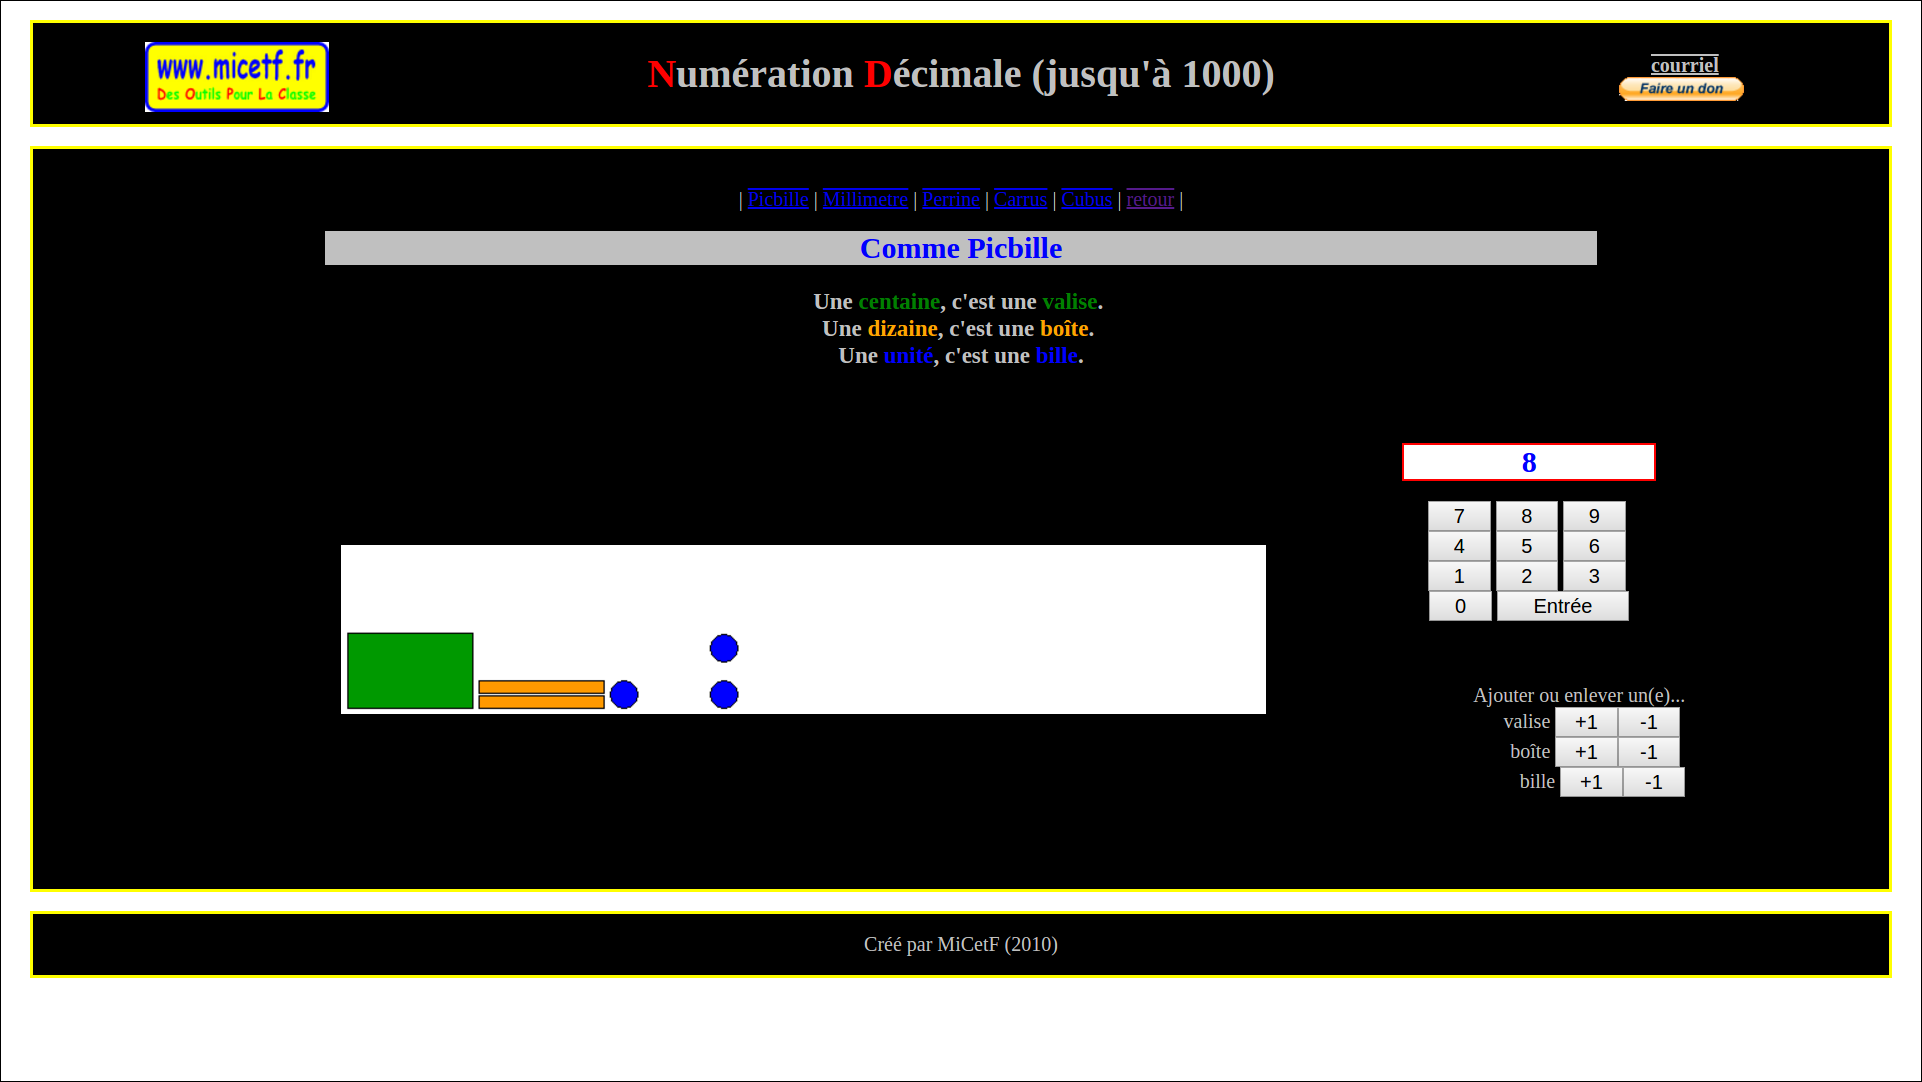 www.micetf.fr
Des Outils Pour La Classe
Numération Décimale (jusqu'à 1000)
courriel
Faire un don
| Picbille | Millimetre | Perrine | Carrus | Cubus | retour |
Comme Picbille
Une centaine, c'est une valise.
Une dizaine, c'est une boîte.
Une unité, c'est une bille.
8
7 8 9
4 5 6
1 2 3
0 Entrée
Ajouter ou enlever un(e)...
valise +1 -1
boîte +1 -1
bille +1 -1
Créé par MiCetF (2010)